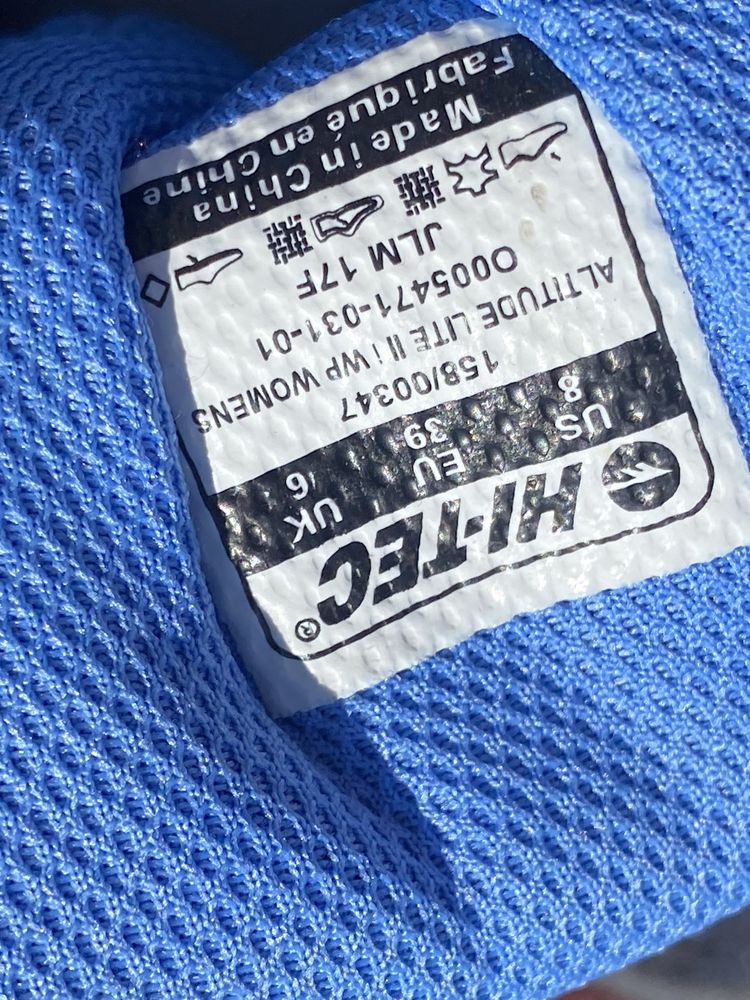 HI-TEC®
US EU UK
8 39 6
158/00347
ALTITUDE LITE II i WP WOMENS
O005471-031-01
JLM 17F
Made in China
Fabriqué en Chine